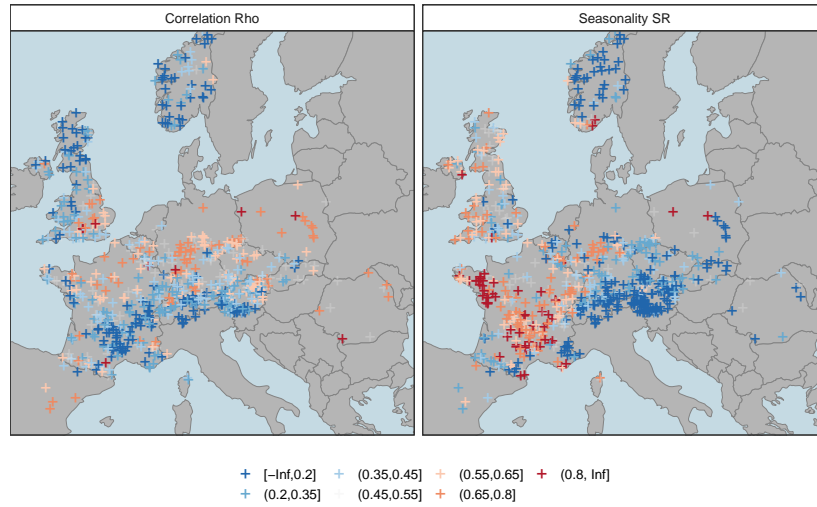 Correlation Rho
Seasonality SR
[−Inf,0.2]
(0.35,0.45]
(0.55,0.65]
(0.8, Inf]
(0.2,0.35]
(0.45,0.55]
(0.65,0.8]